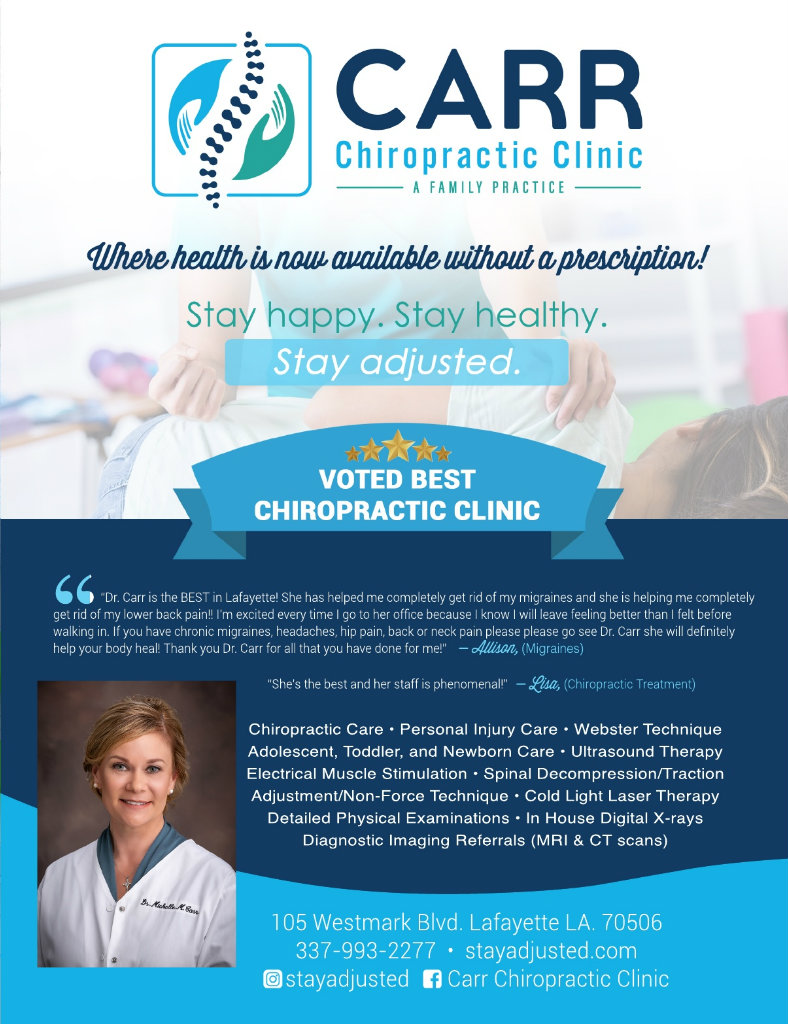 CARR
Chiropractic Clinic
A FAMILY PRACTICE
Where health is now available without a prescription!
Stay happy. Stay healthy.
Stay adjusted.
VOTED BEST
CHIROPRACTIC CLINIC
“Dr. Carr is the BEST in Lafayette! She has helped me completely get rid of my migraines and she is helping me completely
get rid of my lower back pain!! I'm excited every time I go to her office because I know I will leave feeling better than I felt before
walking in. If you have chronic migraines, headaches, hip pain, back or neck pain please please go see Dr. Carr she will definitely
help your body heal! Thank you Dr. Carr for all that you have done for me!” — Allison, (Migraines)
“She's the best and her staff is phenomenal!” — Lisa, (Chiropractic Treatment)
Chiropractic Care • Personal Injury Care • Webster Technique
Adolescent, Toddler, and Newborn Care • Ultrasound Therapy
Electrical Muscle Stimulation • Spinal Decompression/Traction
Adjustment/Non-Force Technique • Cold Light Laser Therapy
Detailed Physical Examinations • In House Digital X-rays
Diagnostic Imaging Referrals (MRI & CT scans)
Dr. Michelle M. Carr
105 Westmark Blvd. Lafayette LA. 70506
337-993-2277 • stayadjusted.com
stayadjusted Carr Chiropractic Clinic